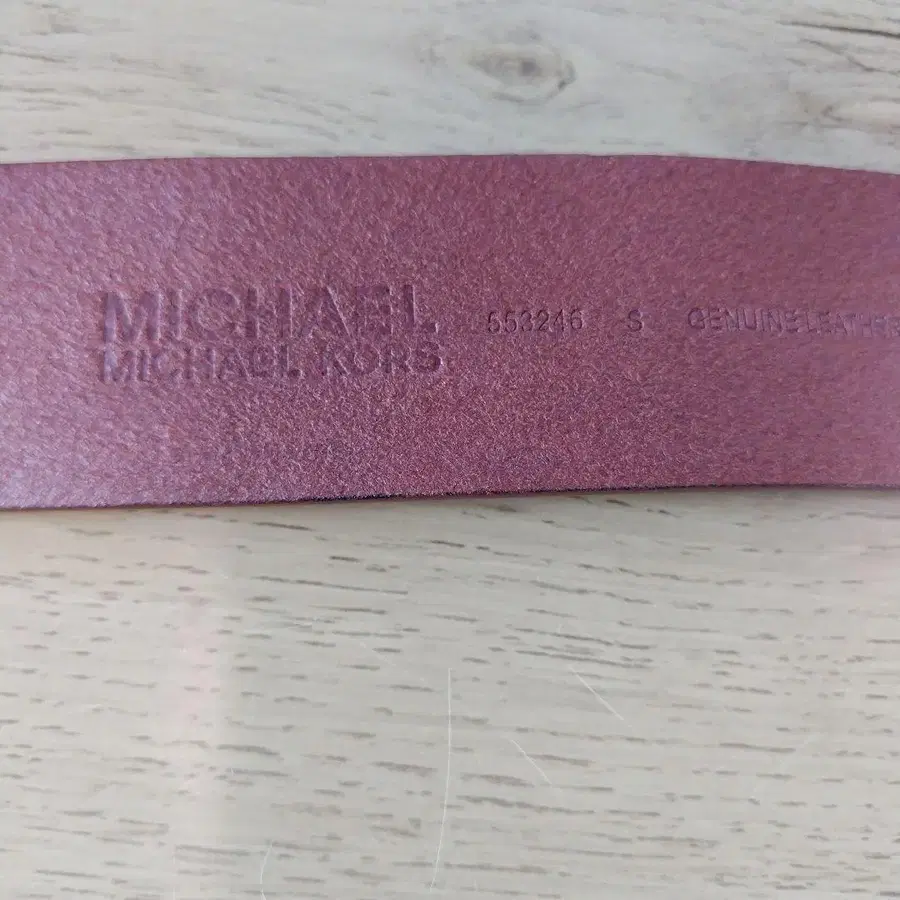 MICHAEL
MICHAEL KORS
553246 S GENUINE LEATHER